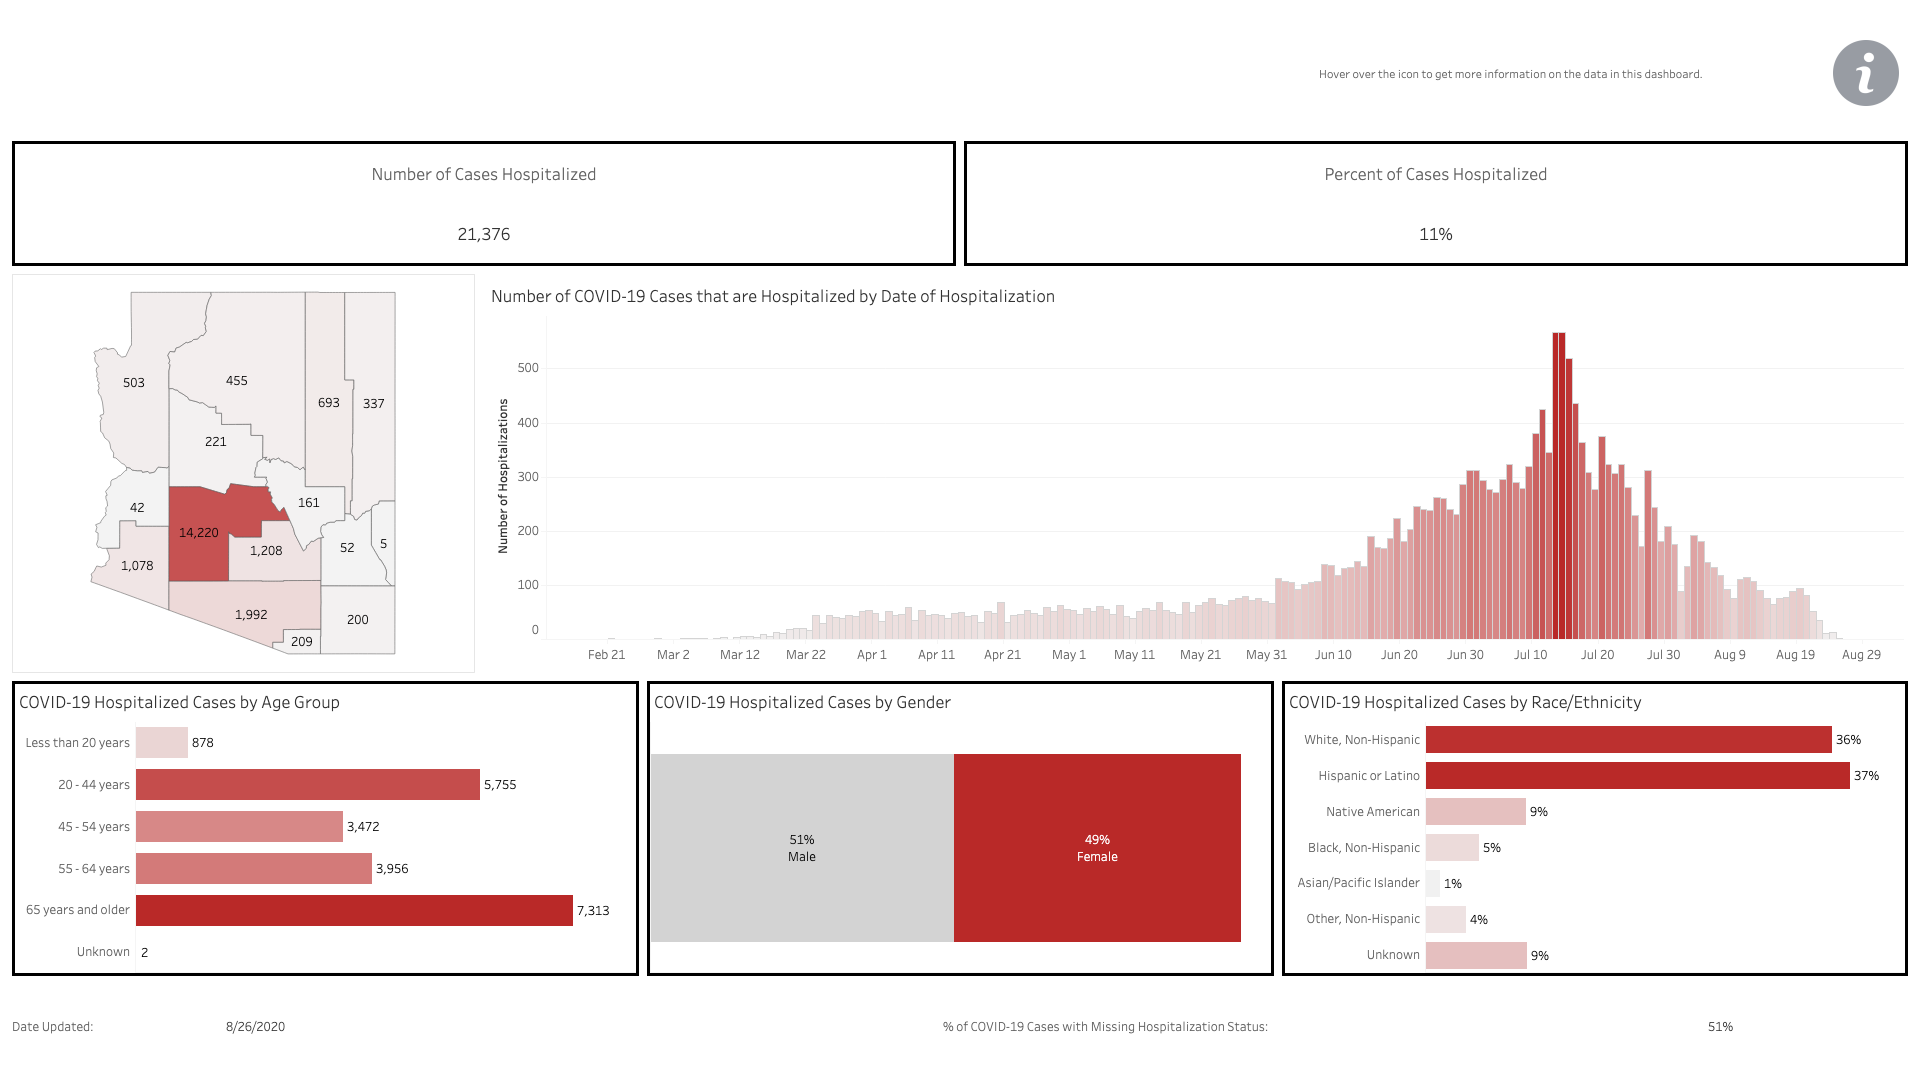 Hover over the icon to get more information on the data in this dashboard.
i
Number of Cases Hospitalized
21,376
Percent of Cases Hospitalized
11%
503
455
693
337
221
42
161
14,220
1,208
52
5
1,078
1,992
200
209
Number of COVID-19 Cases that are Hospitalized by Date of Hospitalization
Number of Hospitalizations
500
400
300
200
100
0
Feb 21 Mar 2 Mar 12 Mar 22 Apr 1 Apr 11 Apr 21 May 1 May 11 May 21 May 31 Jun 10 Jun 20 Jun 30 Jul 10 Jul 20 Jul 30 Aug 9 Aug 19 Aug 29
COVID-19 Hospitalized Cases by Age Group
Less than 20 years 878
20 - 44 years 5,755
45 - 54 years 3,472
55 - 64 years 3,956
65 years and older 7,313
Unknown 2
COVID-19 Hospitalized Cases by Gender
51%
Male
49%
Female
COVID-19 Hospitalized Cases by Race/Ethnicity
White, Non-Hispanic 36%
Hispanic or Latino 37%
Native American 9%
Black, Non-Hispanic 5%
Asian/Pacific Islander 1%
Other, Non-Hispanic 4%
Unknown 9%
Date Updated: 8/26/2020
% of COVID-19 Cases with Missing Hospitalization Status: 51%